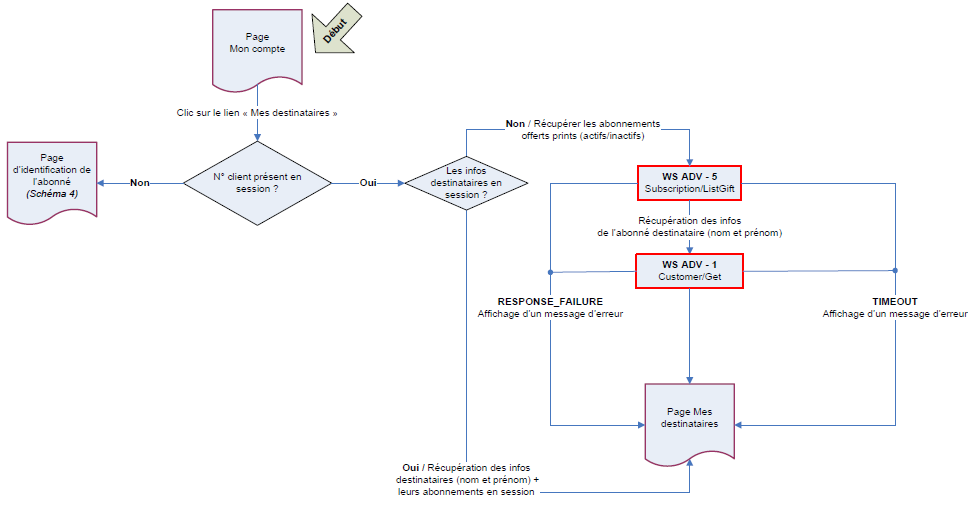 Début
Page
Mon compte
Clic sur le lien « Mes destinataires »
Page
d'identification de
l'abonné
(Schéma 4)
Non
N° client présent en
session ?
Oui
Les infos
destinataires en
session ?
Non / Récupérer les abonnements
offerts prints (actifs/inactifs)
WS ADV - 5
Subscription/ListGift
Récupération des infos
de l'abonné destinataire (nom et prénom)
WS ADV - 1
Customer/Get
RESPONSE_FAILURE
Affichage d'un message d'erreur
TIMEOUT
Affichage d'un message d'erreur
Page Mes
destinataires
Oui / Récupération des infos
destinataires (nom et prénom) +
leurs abonnements en session